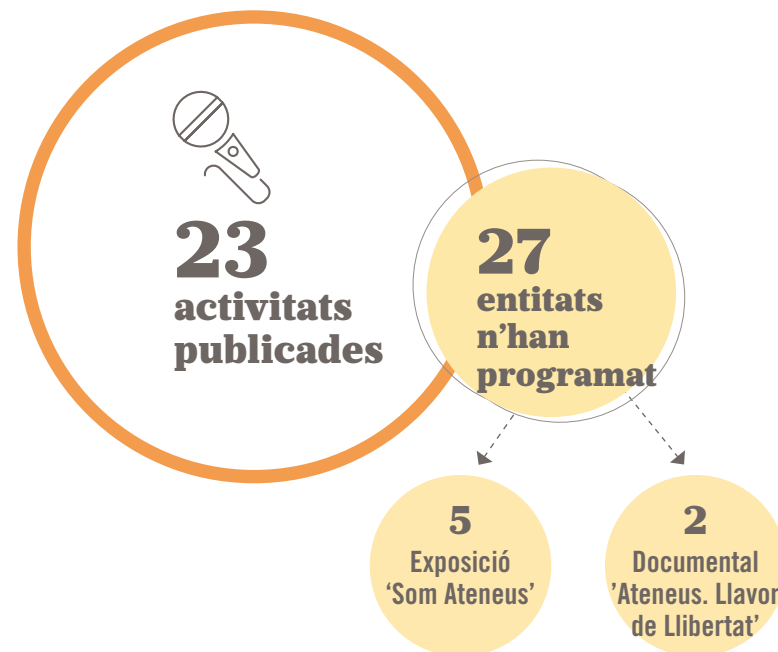 23
activitats
publicades
27
entitats
n’han
programat
5
Exposició
‘Som Ateneus’
2
Documental
’Ateneus. Llavor
de Llibertat’